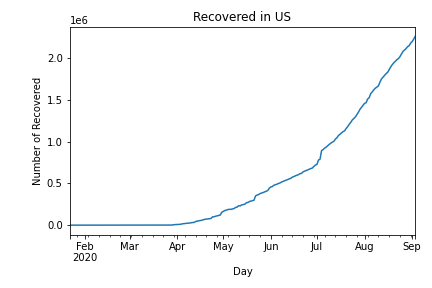 Recovered in US
1e6
2.0
1.5
1.0
0.5
0.0
Number of Recovered
Feb Mar Apr May Jun Jul Aug Sep
2020
Day